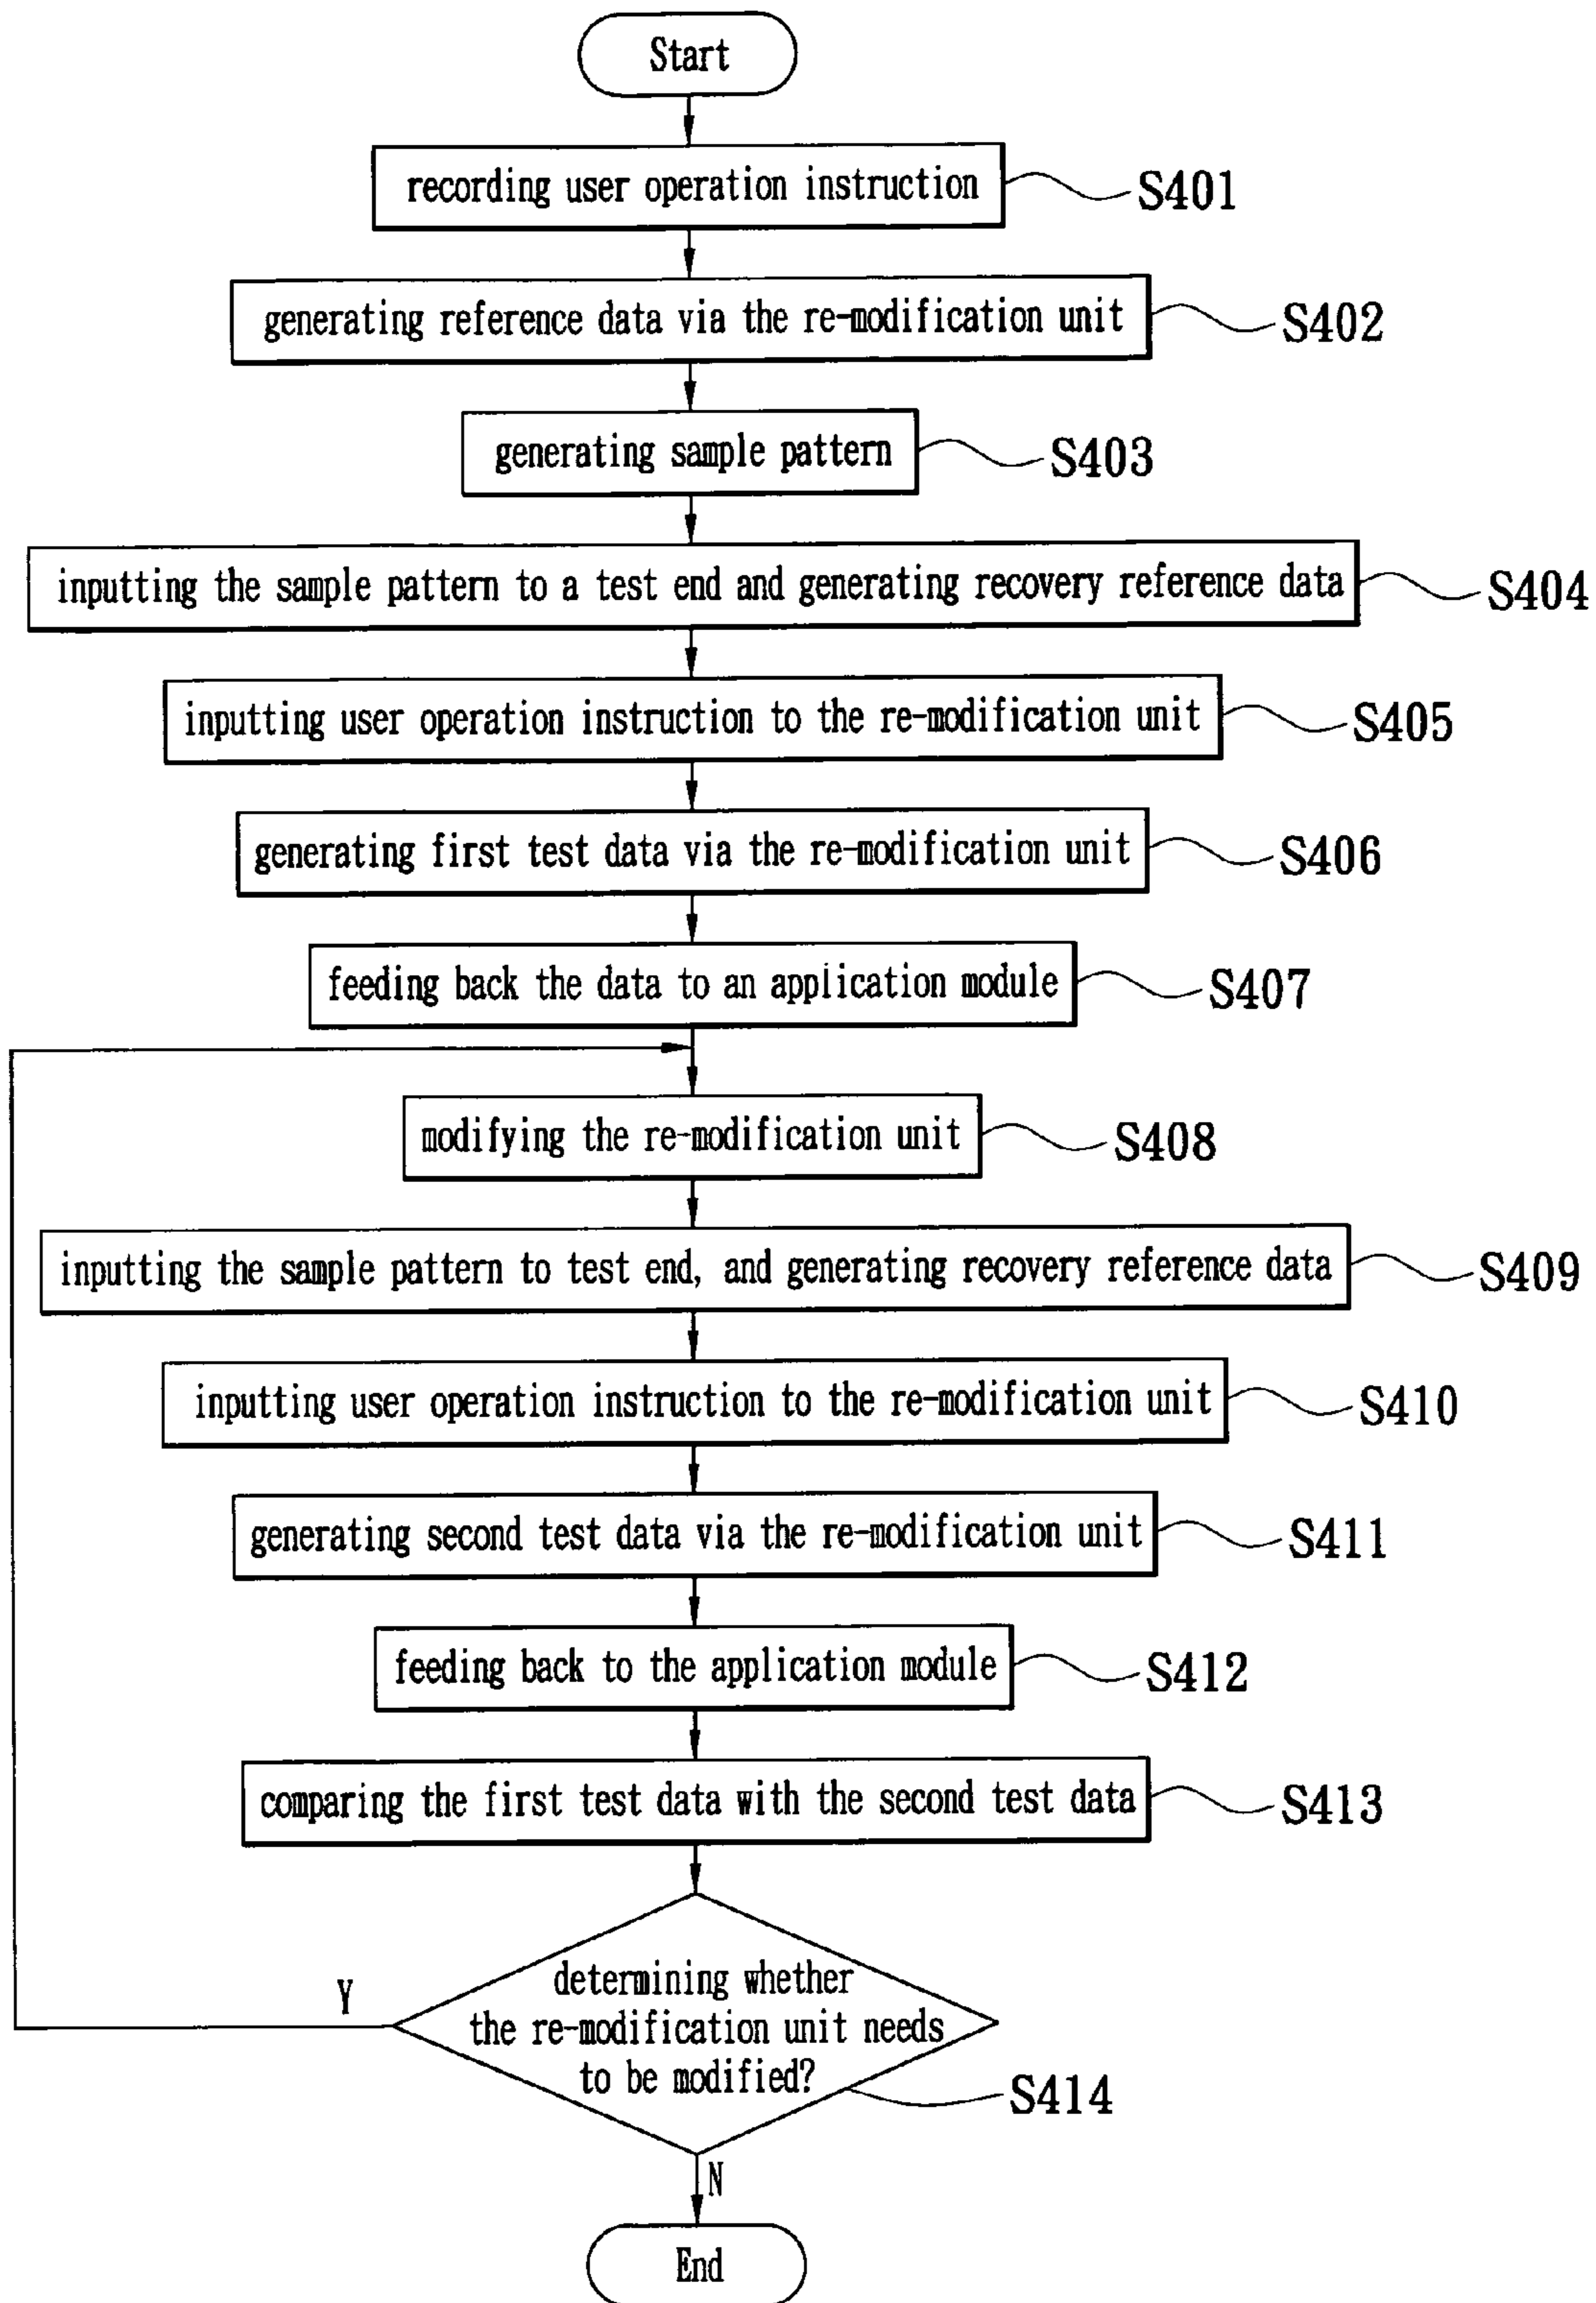 Start
recording user operation instruction
S401
generating reference data via the re-modification unit
S402
generating sample pattern
S403
inputting the sample pattern to a test end and generating recovery reference data
S404
inputting user operation instruction to the re-modification unit
S405
generating first test data via the re-modification unit
S406
feeding back the data to an application module
S407
modifying the re-modification unit
S408
inputting the sample pattern to test end, and generating recovery reference data
S409
inputting user operation instruction to the re-modification unit
S410
generating second test data via the re-modification unit
S411
feeding back to the application module
S412
comparing the first test data with the second test data
S413
Y
determining whether
the re-modification unit needs
to be modified?
S414
N
End